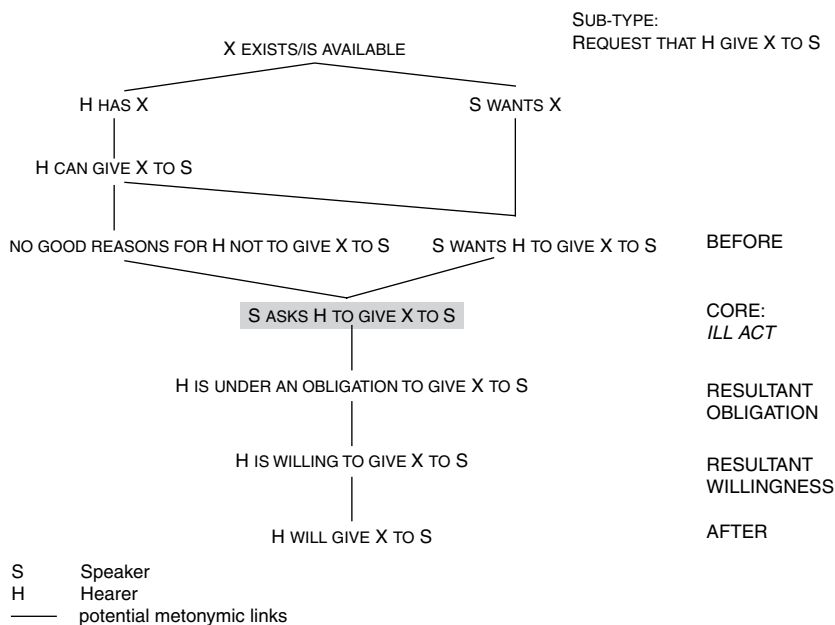 SUB-TYPE:
REQUEST THAT H GIVE X TO S
X EXISTS/IS AVAILABLE
H HAS X
S WANTS X
H CAN GIVE X TO S
NO GOOD REASONS FOR H NOT TO GIVE X TO S
S WANTS H TO GIVE X TO S
BEFORE
S ASKS H TO GIVE X TO S
CORE:
ILL ACT
H IS UNDER AN OBLIGATION TO GIVE X TO S
RESULTANT
OBLIGATION
H IS WILLING TO GIVE X TO S
RESULTANT
WILLINGNESS
H WILL GIVE X TO S
AFTER
S Speaker
H Hearer
potential metonymic links